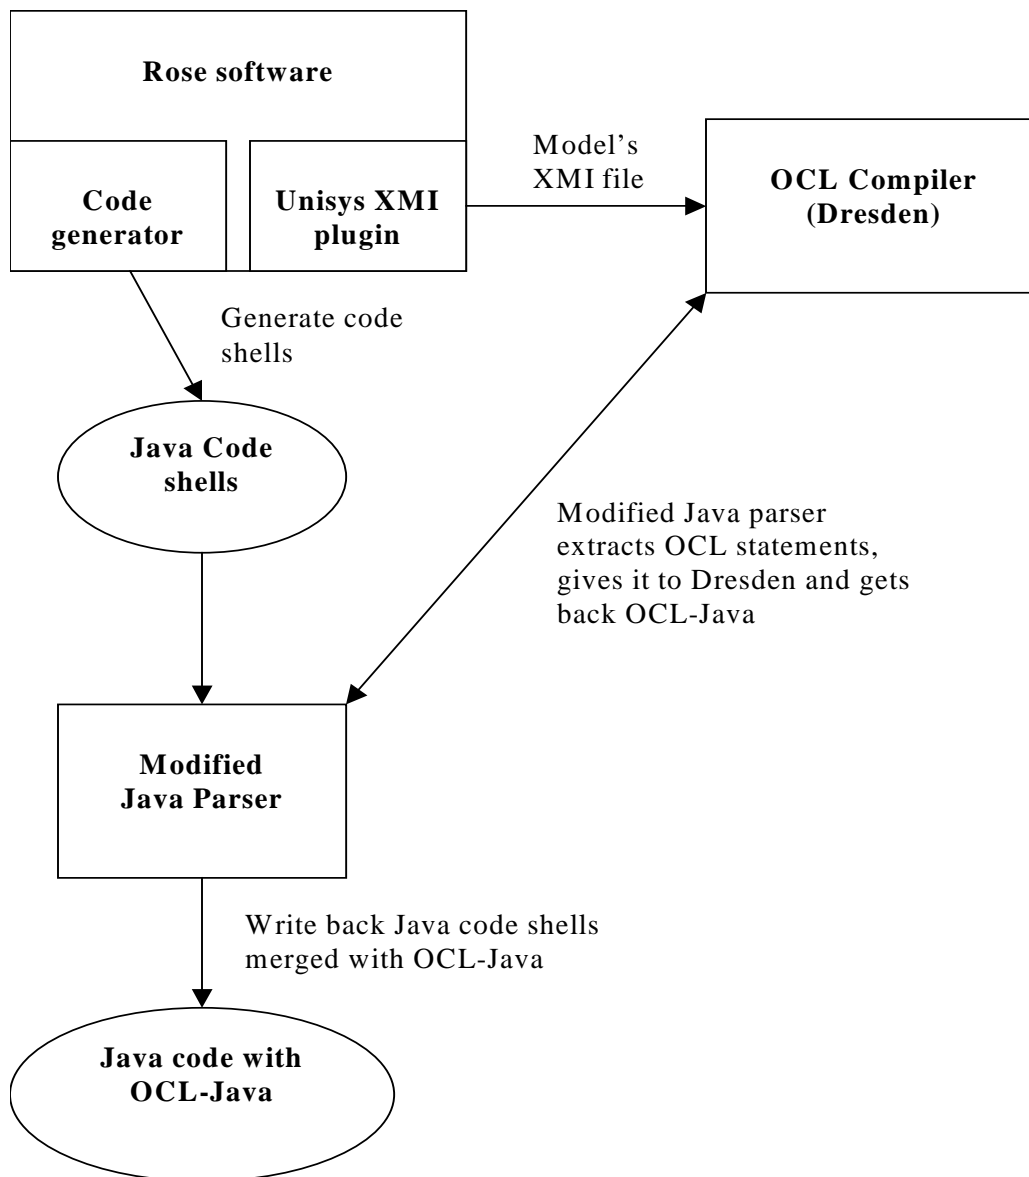 Rose software
Code
generator
Unisys XMI
plugin
Model's
XMI file
OCL Compiler
(Dresden)
Generate code
shells
Java Code
shells
Modified Java parser
extracts OCL statements,
gives it to Dresden and gets
back OCL-Java
Modified
Java Parser
Write back Java code shells
merged with OCL-Java
Java code with
OCL-Java